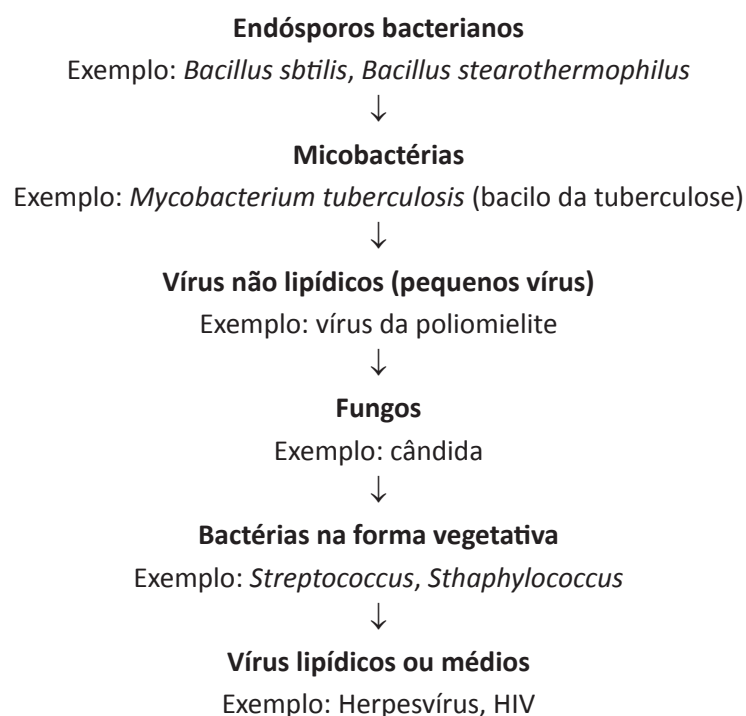 Endósporos bacterianos
Exemplo: Bacillus sbtilis, Bacillus stearothermophilus
↓
Micobactérias
Exemplo: Mycobacterium tuberculosis (bacilo da tuberculose)
↓
Vírus não lipídicos (pequenos vírus)
Exemplo: vírus da poliomielite
↓
Fungos
Exemplo: cândida
↓
Bactérias na forma vegetativa
Exemplo: Streptococcus, Sthaphylococcus
↓
Vírus lipídicos ou médios
Exemplo: Herpesvírus, HIV